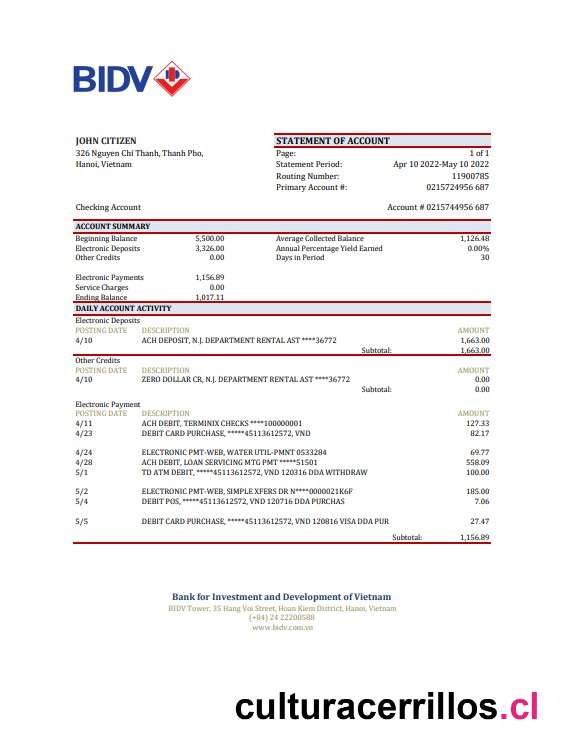 BIDV
JOHN CITIZEN
326 Nguyen Chi Thanh, Thanh Pho,
Hanoi, Vietnam
STATEMENT OF ACCOUNT
Page: 1 of 1
Statement Period: Apr 10 2022-May 10 2022
Routing Number: 11900785
Primary Account #: 0215724956 687
Checking Account Account # 0215744956 687
ACCOUNT SUMMARY
Beginning Balance 5,500.00 Average Collected Balance 1,126.48
Electronic Deposits 3,326.00 Annual Percentage Yield Earned 0.00%
Other Credits 0.00 Days in Period 30
Electronic Payments 1,156.89
Service Charges 0.00
Ending Balance 1,017.11
DAILY ACCOUNT ACTIVITY
Electronic Deposits
POSTING DATE DESCRIPTION AMOUNT
4/10 ACH DEPOSIT, N.J. DEPARTMENT RENTAL AST ****36772 1,663.00
Subtotal: 1,663.00
Other Credits
POSTING DATE DESCRIPTION AMOUNT
4/10 ZERO DOLLAR CR, N.J. DEPARTMENT RENTAL AST ****36772 0.00
Subtotal: 0.00
Electronic Payment
POSTING DATE DESCRIPTION AMOUNT
4/11 ACH DEBIT, TERMINIX CHECKS ****100000001 127.33
4/23 DEBIT CARD PURCHASE, *****45113612572, VND 82.17
4/24 ELECTRONIC PMT-WEB, WATER UTIL-PMNT 0533284 69.77
4/28 ACH DEBIT, LOAN SERVICING MTG PMT *****51501 558.09
5/1 TD ATM DEBIT, *****45113612572, VND 120316 DDA WITHDRAW 100.00
5/2 ELECTRONIC PMT-WEB, SIMPLE XFERS DR N****0000021K6F 185.00
5/4 DEBIT POS, *****45113612572, VND 120716 DDA PURCHAS 7.06
5/5 DEBIT CARD PURCHASE, *****45113612572, VND 120816 VISA DDA PUR 27.47
Subtotal: 1,156.89
Bank for Investment and Development of Vietnam
BIDV Tower, 35 Hang Voi Street, Hoan Kiem District, Hanoi, Vietnam
(+84) 24 22200588
www.bidv.com.vn
culturacerrillos.cl